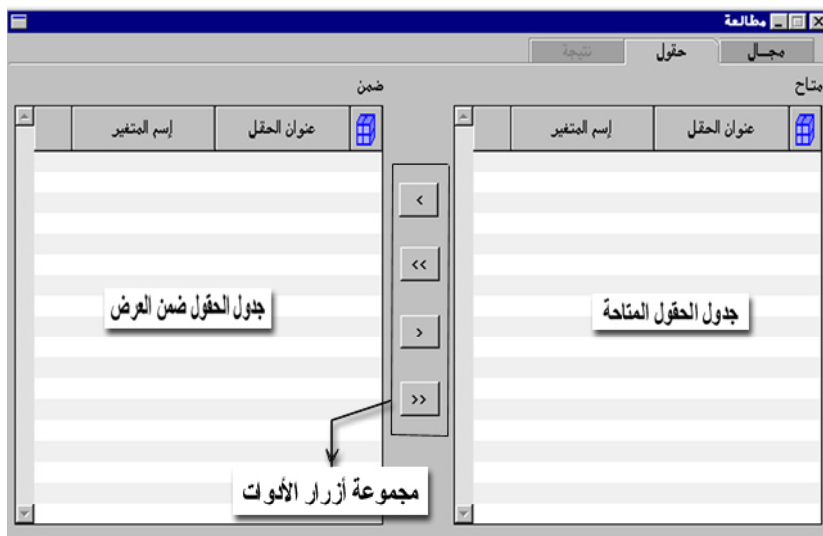 مطالعة
مجــال
حقول
نتيجة
متاح
ضمن
عنوان الحقل
إسم المتغير
عنوان الحقل
إسم المتغير
>
>>
<
<<
جدول الحقول المتاحة
جدول الحقول ضمن العرض
مجموعة أزرار الأدوات